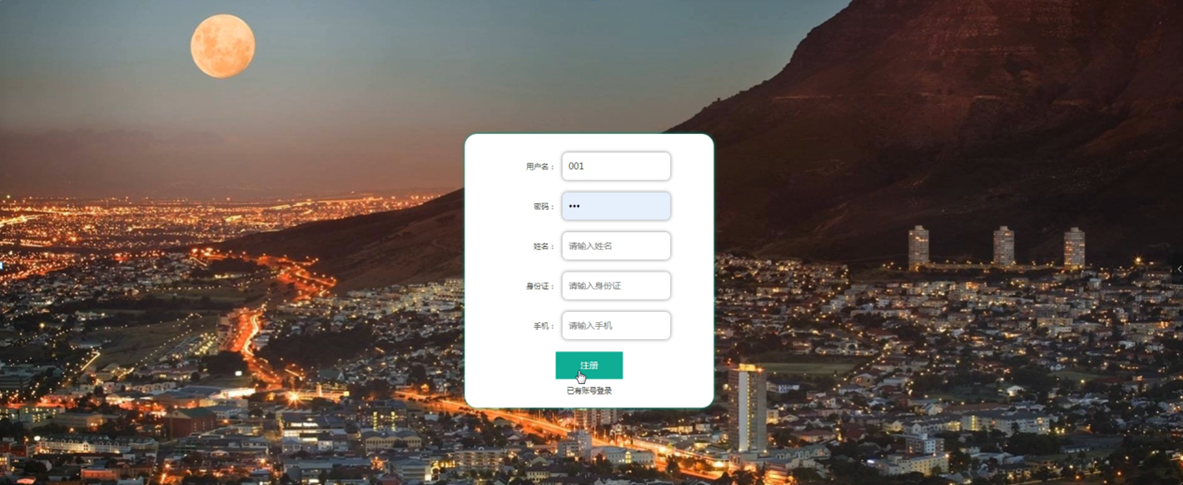 用户名： 001
密码： •••
姓名： 请输入姓名
身份证： 请输入身份证
手机： 请输入手机
注册
已有账号登录